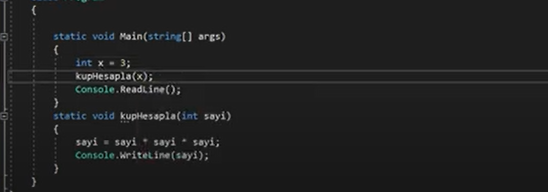 {
static void Main(string[] args)
{
int x = 3;
kupHesapla(x);
Console.ReadLine();
}
static void kupHesapla(int sayi)
{
sayi = sayi * sayi * sayi;
Console.WriteLine(sayi);
}
}